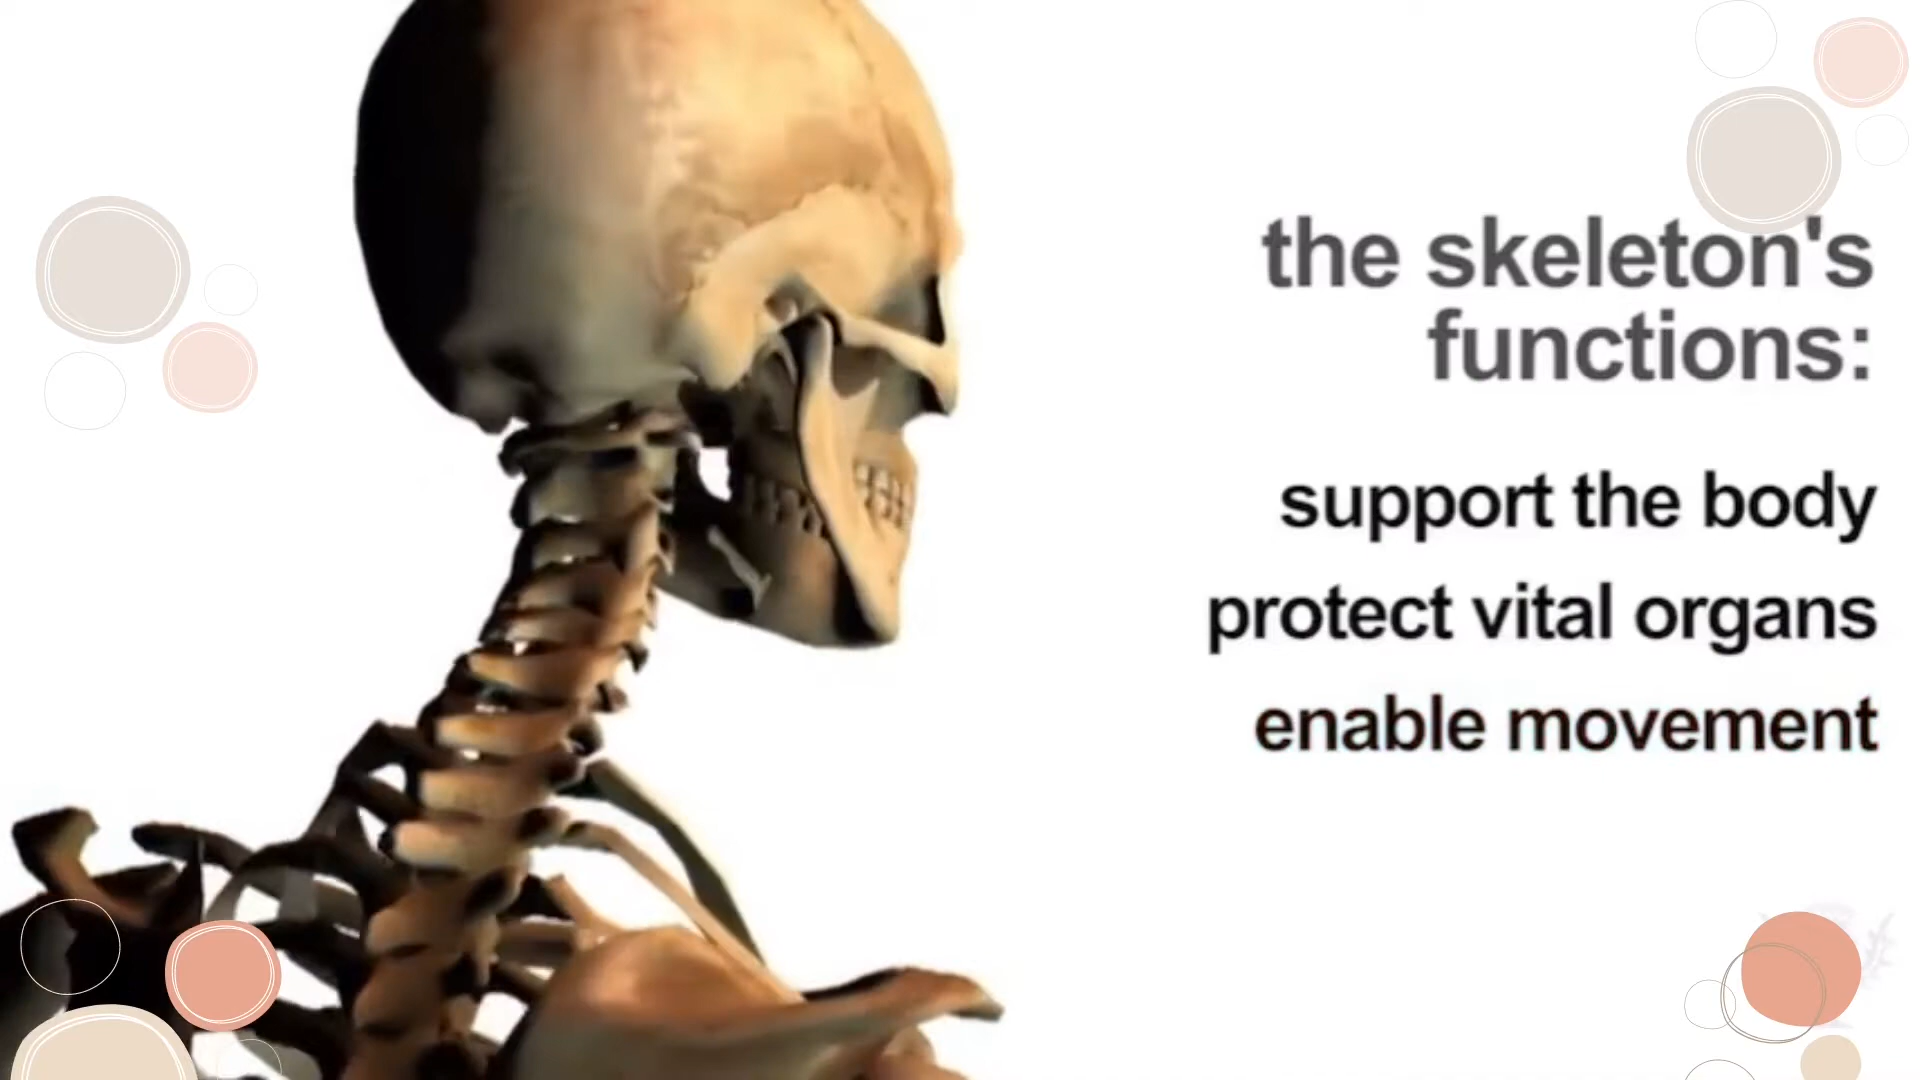 the skeleton's
functions:
support the body
protect vital organs
enable movement